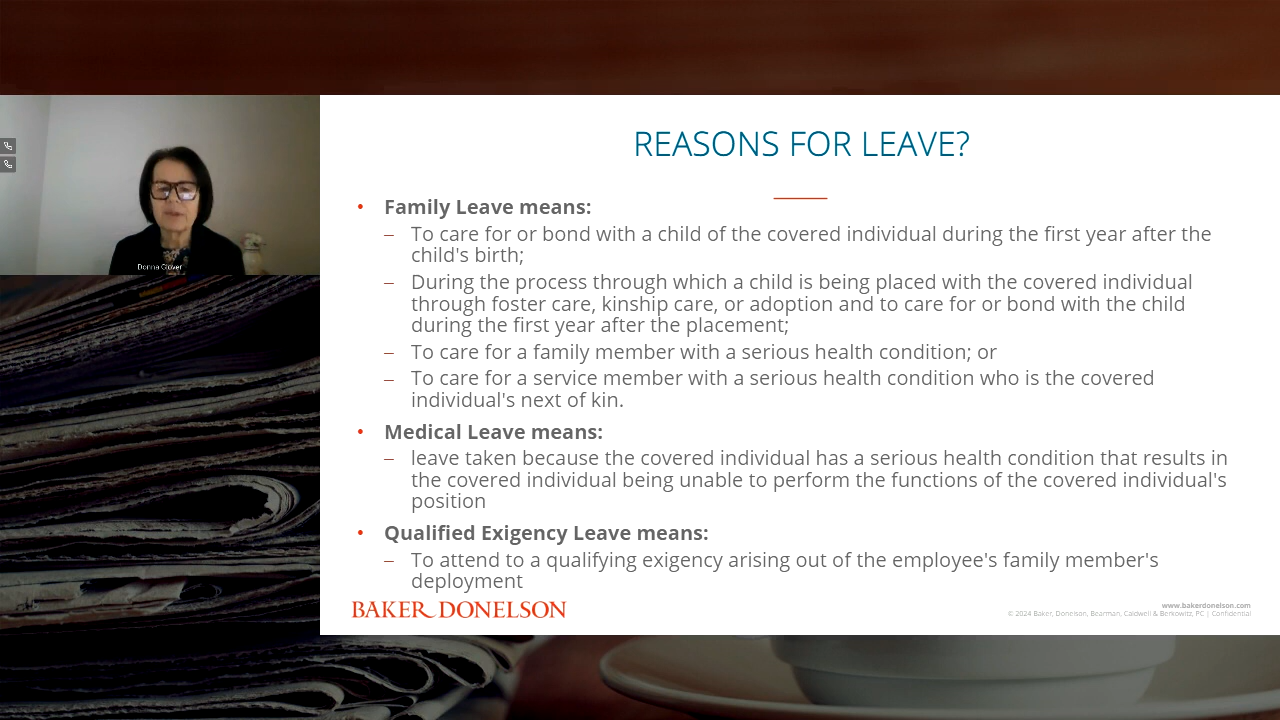 REASONS FOR LEAVE?
• Family Leave means:
– To care for or bond with a child of the covered individual during the first year after the
child's birth;
– During the process through which a child is being placed with the covered individual
through foster care, kinship care, or adoption and to care for or bond with the child
during the first year after the placement;
– To care for a family member with a serious health condition; or
– To care for a service member with a serious health condition who is the covered
individual's next of kin.
• Medical Leave means:
– leave taken because the covered individual has a serious health condition that results in
the covered individual being unable to perform the functions of the covered individual's
position
• Qualified Exigency Leave means:
– To attend to a qualifying exigency arising out of the employee's family member's
deployment
BAKER DONELSON
www.bakerdonelson.com
© 2024 Baker, Donelson, Bearman, Caldwell & Berkowitz, PC | Confidential
Donna Glover